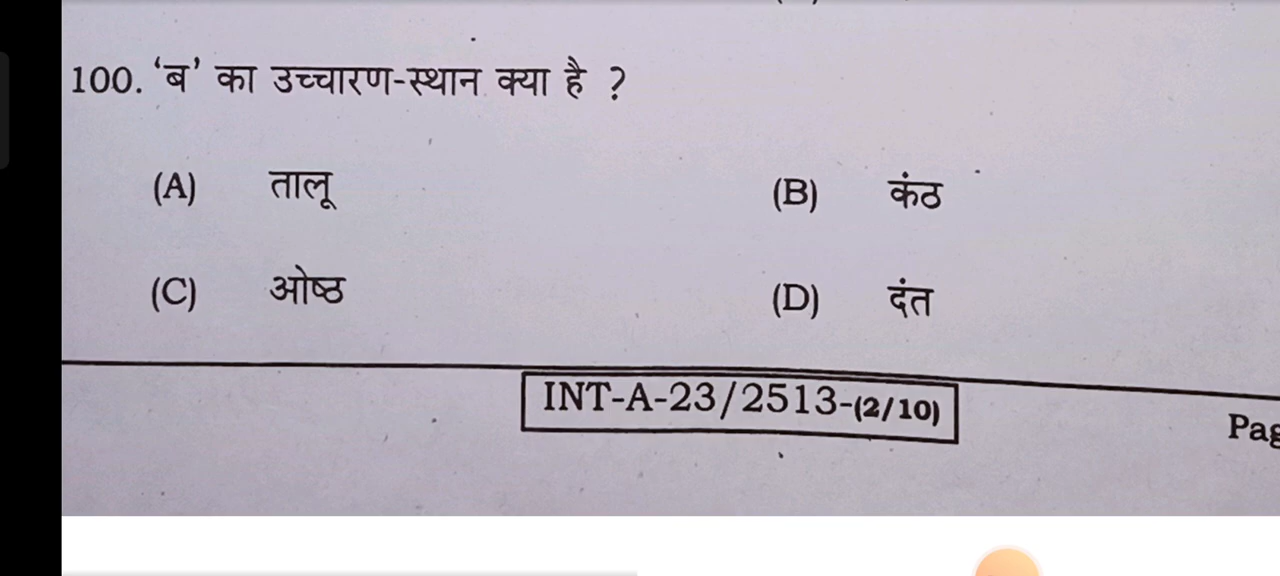 100. ‘ब’ का उच्चारण-स्थान क्या है ?
(A) तालू (B) कंठ
(C) ओष्ठ (D) दंत
INT-A-23/2513-(2/10)
Pag